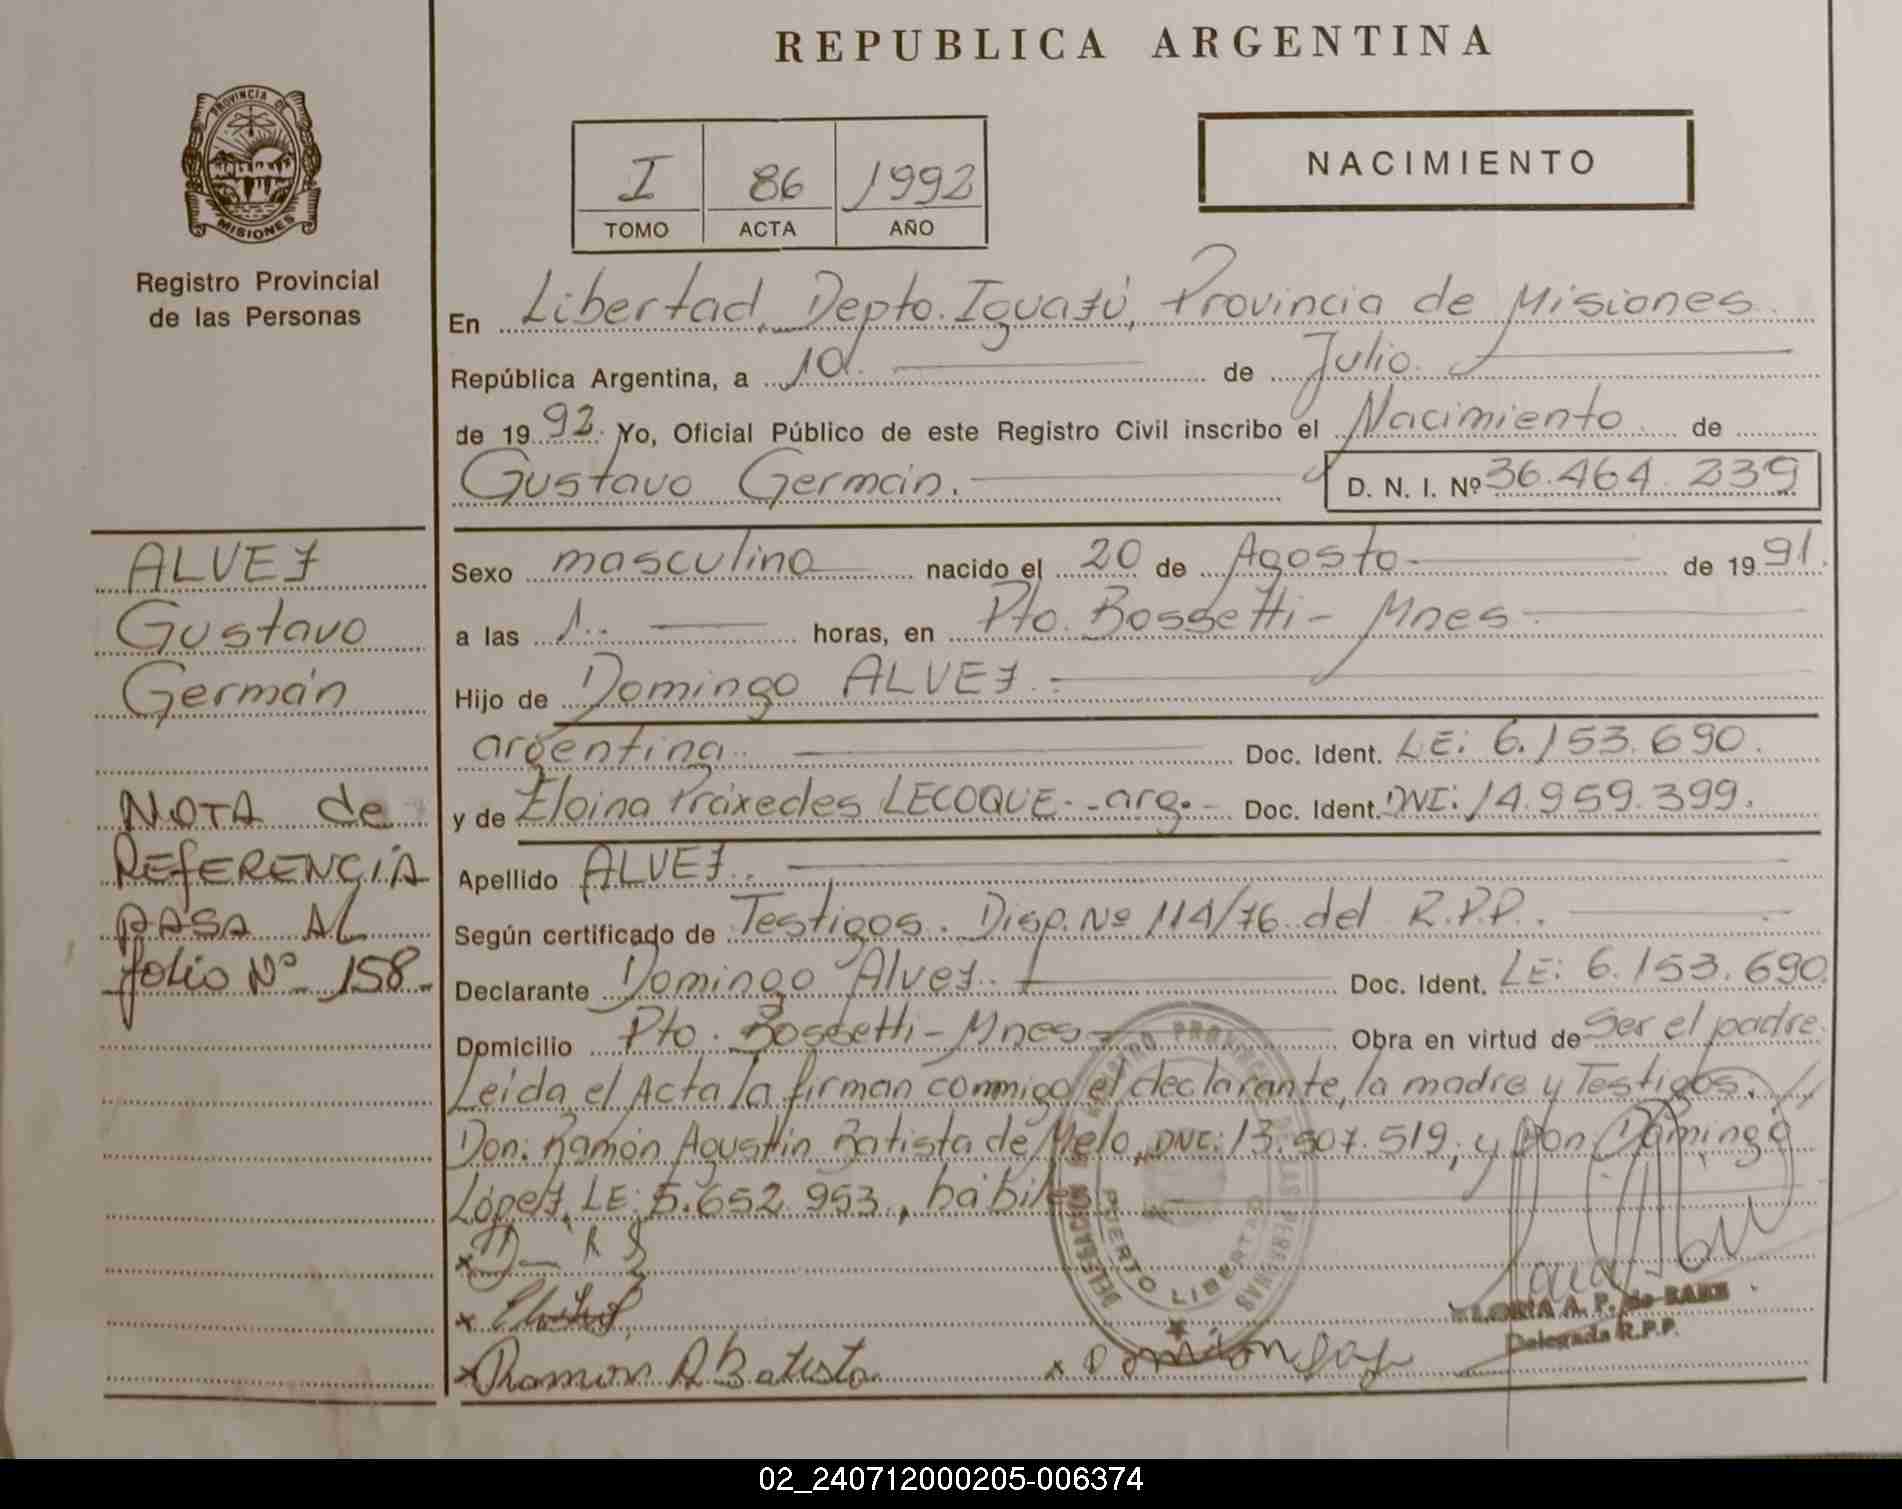 REPUBLICA ARGENTINA
PROVINCIA DE
MISIONES
Registro Provincial
de las Personas
I 86 1992
TOMO ACTA AÑO
NACIMIENTO
En Libertad, Depto. Iguazú, Provincia de Misiones
República Argentina, a 10 de Julio
de 1992. Yo, Oficial Público de este Registro Civil inscribo el Nacimiento de
Gustavo Germán. D. N. I. Nº 36.464.239
ALVEZ
Gustavo
Germán
NOTA de
REFERENCIA
PASA AL
folio Nº 158
Sexo masculino nacido el 20 de Agosto de 1991.
a las 1.. horas, en Pto. Bossetti - Mnes
Hijo de Domingo ALVEZ.
argentina. Doc. Ident. LE: 6.153.690.
y de Eloina Práxedes LECOQUE - arg. - Doc. Ident. DNI: 14.959.399.
Apellido ALVEZ.
Según certificado de Testigos. Disp. Nº 114/76 del R.P.P.
Declarante Domingo Alvez. Doc. Ident. LE: 6.153.690.
Domicilio Pto. Bossetti - Mnes Obra en virtud de Ser el padre.
Leida el Acta la firman conmigo el declarante, la madre y Testigos.
Don: Ramón Agustín Batista de Melo, DNI: 13.507.519; y Don Domingo
López, LE: 5.652.953, hábiles
PUERTO LIBERTAD
Ramon A Batista
A. P. de
Delegada R.P.P.
02_240712000205-006374